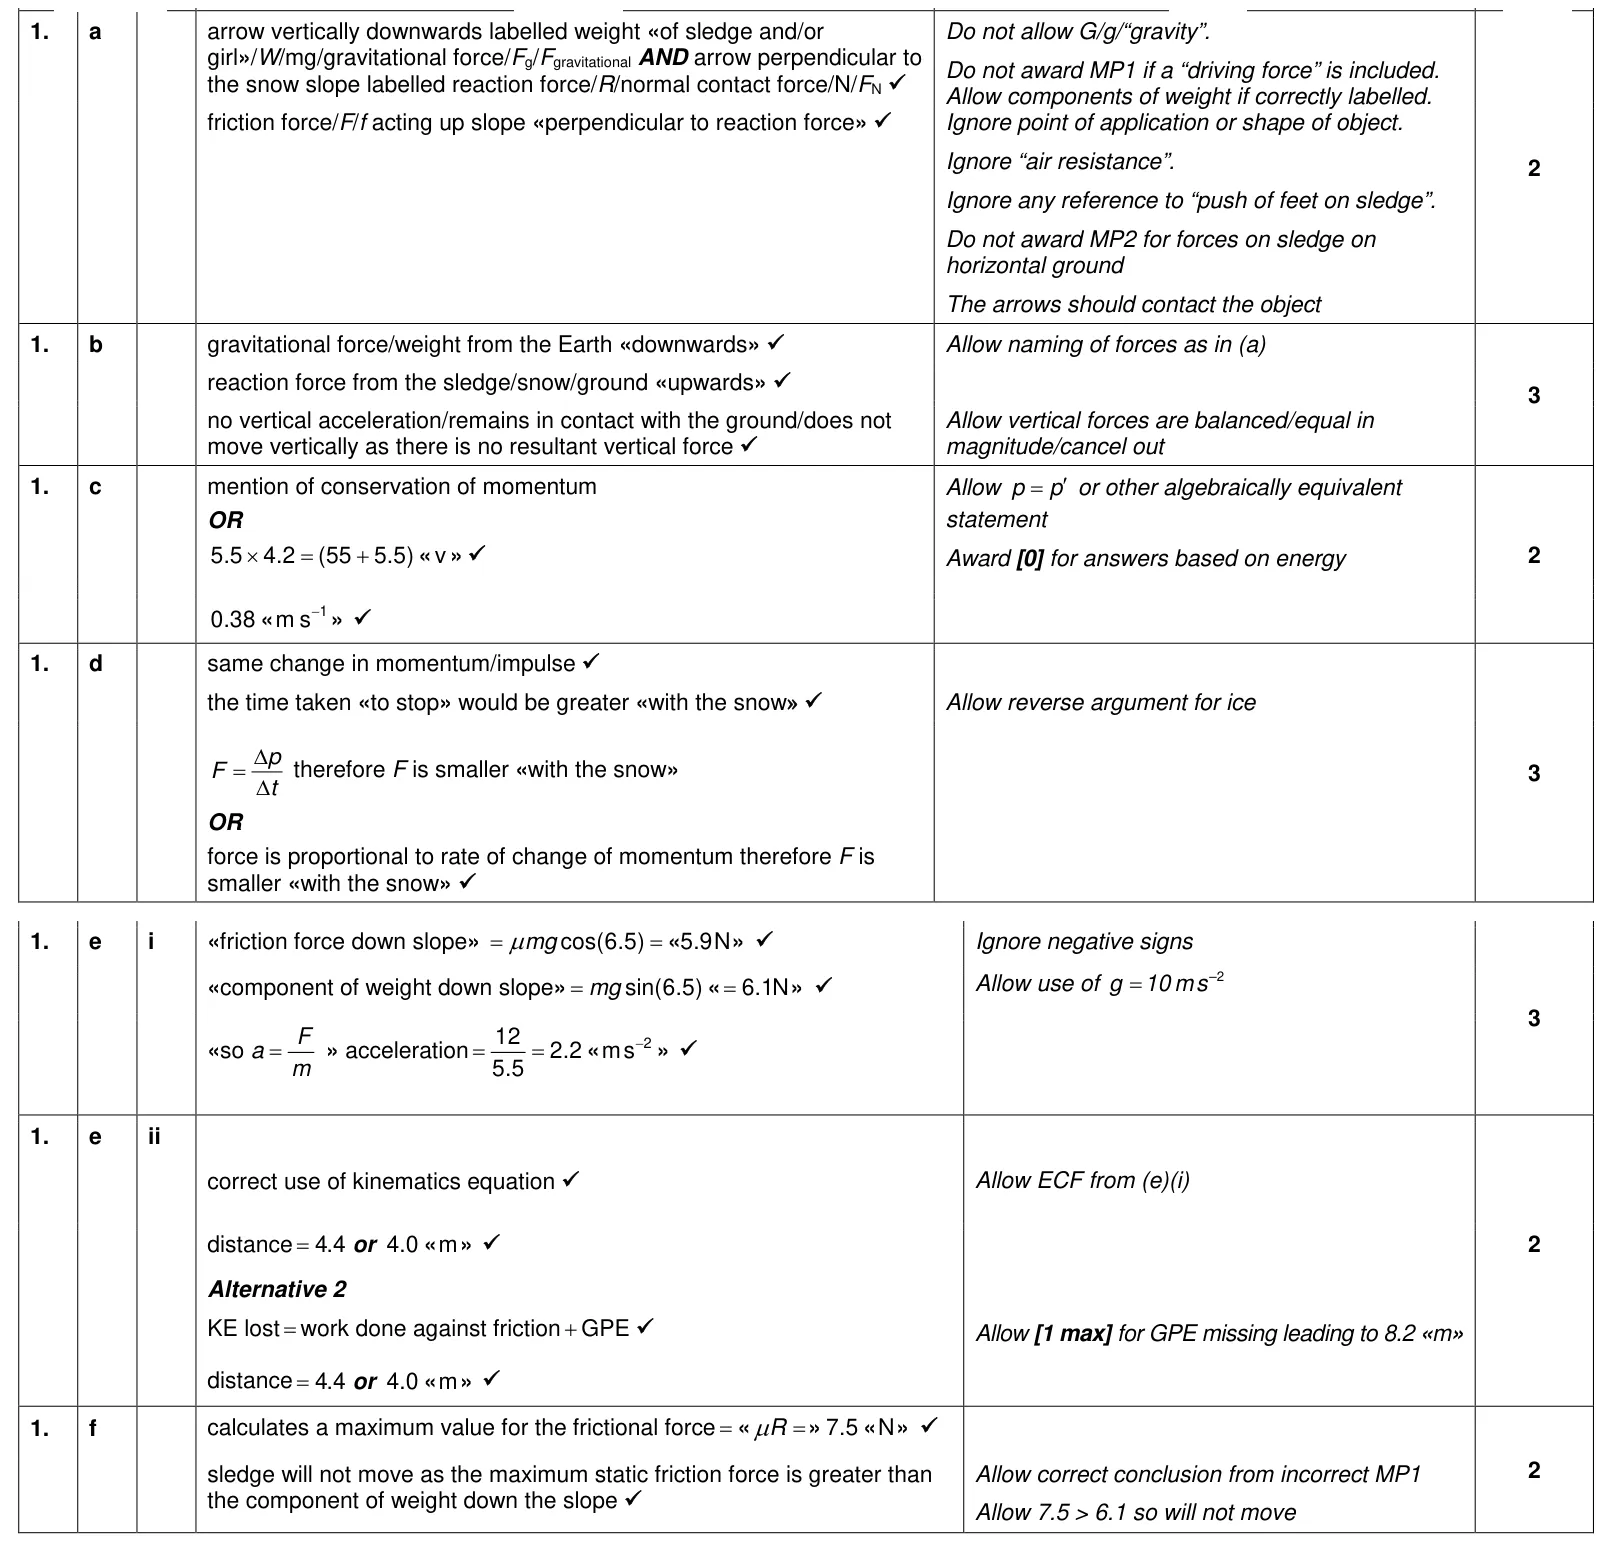 1. a arrow vertically downwards labelled weight «of sledge and/or
girl»/W/mg/gravitational force/Fg/Fgravitational AND arrow perpendicular to
the snow slope labelled reaction force/R/normal contact force/N/FN ✓
friction force/F/f acting up slope «perpendicular to reaction force» ✓
Do not allow G/g/“gravity”.
Do not award MP1 if a “driving force” is included.
Allow components of weight if correctly labelled.
Ignore point of application or shape of object.
Ignore “air resistance”.
Ignore any reference to “push of feet on sledge”.
Do not award MP2 for forces on sledge on
horizontal ground
The arrows should contact the object
2
1. b gravitational force/weight from the Earth «downwards» ✓
reaction force from the sledge/snow/ground «upwards» ✓
no vertical acceleration/remains in contact with the ground/does not
move vertically as there is no resultant vertical force ✓
Allow naming of forces as in (a)
Allow vertical forces are balanced/equal in
magnitude/cancel out
3
1. c mention of conservation of momentum
OR
5.5 × 4.2 = (55 + 5.5) «v» ✓
0.38 «m s⁻¹» ✓
Allow p = p′ or other algebraically equivalent
statement
Award [0] for answers based on energy
2
1. d same change in momentum/impulse ✓
the time taken «to stop» would be greater «with the snow» ✓
F = Δp/Δt therefore F is smaller «with the snow»
OR
force is proportional to rate of change of momentum therefore F is
smaller «with the snow» ✓
Allow reverse argument for ice
3
1. e i «friction force down slope» = μmg cos(6.5) = «5.9N» ✓
«component of weight down slope» = mg sin(6.5) «= 6.1N» ✓
«so a = F/m » acceleration = 12/5.5 = 2.2 «m s⁻²» ✓
Ignore negative signs
Allow use of g = 10 m s⁻²
3
1. e ii
correct use of kinematics equation ✓
distance = 4.4 or 4.0 «m» ✓
Alternative 2
KE lost = work done against friction + GPE ✓
distance = 4.4 or 4.0 «m» ✓
Allow ECF from (e)(i)
Allow [1 max] for GPE missing leading to 8.2 «m»
2
1. f calculates a maximum value for the frictional force = «μR =» 7.5 «N» ✓
sledge will not move as the maximum static friction force is greater than
the component of weight down the slope ✓
Allow correct conclusion from incorrect MP1
Allow 7.5 > 6.1 so will not move
2